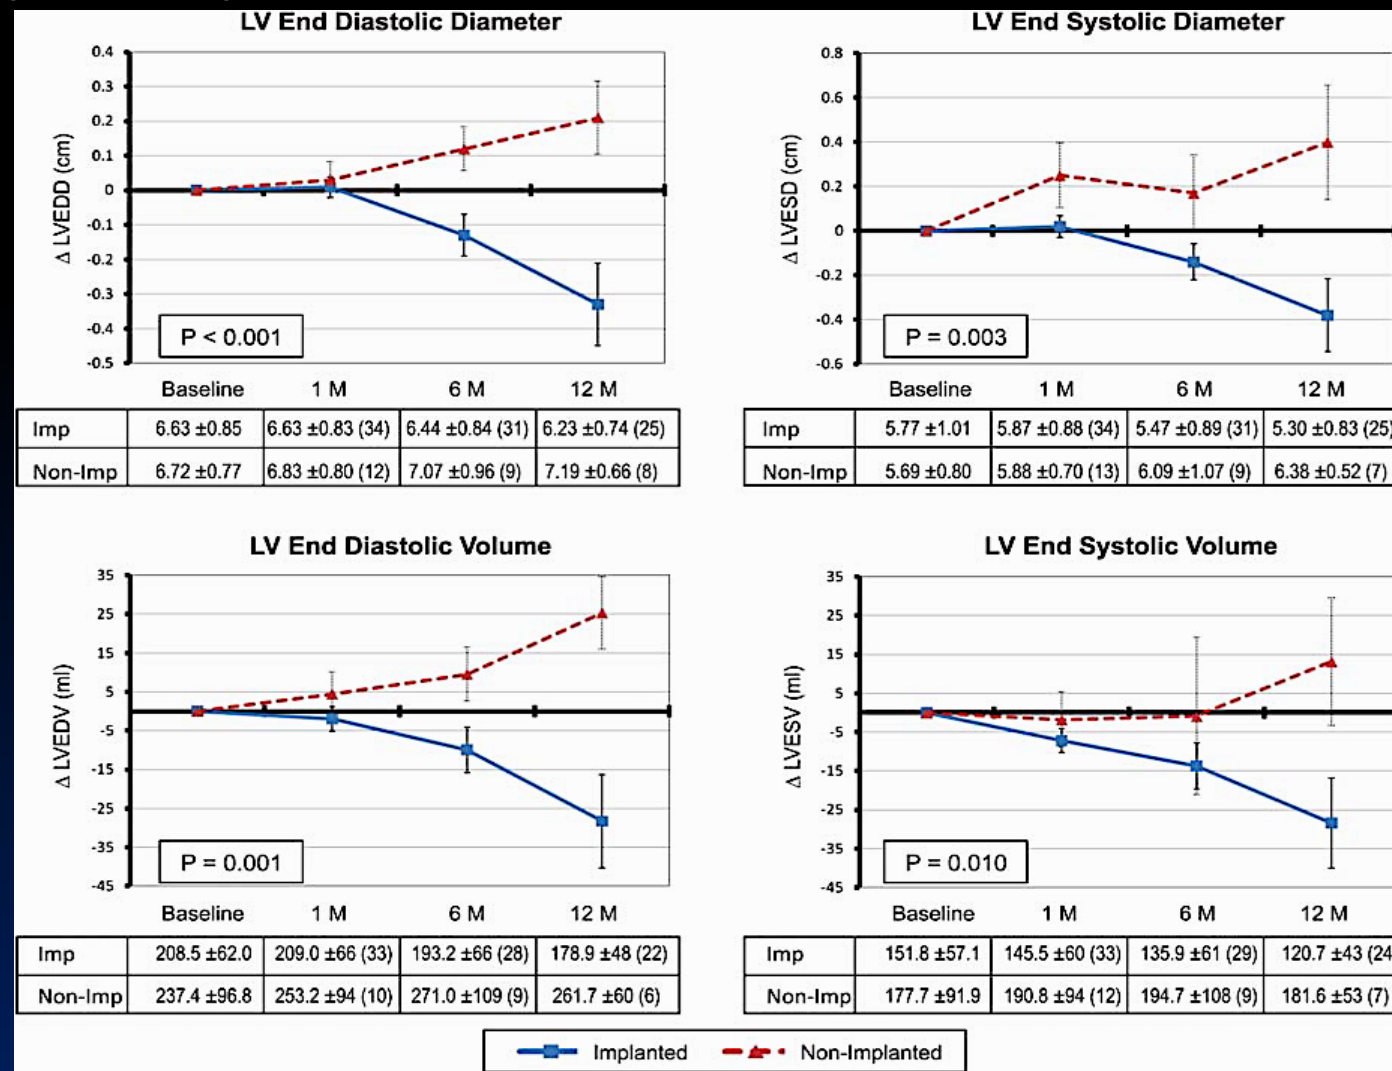 LV End Diastolic Diameter
0.4
0.3
0.2
0.1
0
-0.1
-0.2
-0.3
-0.4
-0.5
Δ LVEDD (cm)
P < 0.001
Baseline 1 M 6 M 12 M
Imp 6.63 ±0.85 6.63 ±0.83 (34) 6.44 ±0.84 (31) 6.23 ±0.74 (25)
Non-Imp 6.72 ±0.77 6.83 ±0.80 (12) 7.07 ±0.96 (9) 7.19 ±0.66 (8)
LV End Systolic Diameter
0.8
0.6
0.4
0.2
0
-0.2
-0.4
-0.6
Δ LVESD (cm)
P = 0.003
Baseline 1 M 6 M 12 M
Imp 5.77 ±1.01 5.87 ±0.88 (34) 5.47 ±0.89 (31) 5.30 ±0.83 (25)
Non-Imp 5.69 ±0.80 5.88 ±0.70 (13) 6.09 ±1.07 (9) 6.38 ±0.52 (7)
LV End Diastolic Volume
35
25
15
5
-5
-15
-25
-35
-45
Δ LVEDV (ml)
P = 0.001
Baseline 1 M 6 M 12 M
Imp 208.5 ±62.0 209.0 ±66 (33) 193.2 ±66 (28) 178.9 ±48 (22)
Non-Imp 237.4 ±96.8 253.2 ±94 (10) 271.0 ±109 (9) 261.7 ±60 (6)
LV End Systolic Volume
35
25
15
5
-5
-15
-25
-35
-45
Δ LVESV (ml)
P = 0.010
Baseline 1 M 6 M 12 M
Imp 151.8 ±57.1 145.5 ±60 (33) 135.9 ±61 (29) 120.7 ±43 (24
Non-Imp 177.7 ±91.9 190.8 ±94 (12) 194.7 ±108 (9) 181.6 ±53 (7)
Implanted Non-Implanted